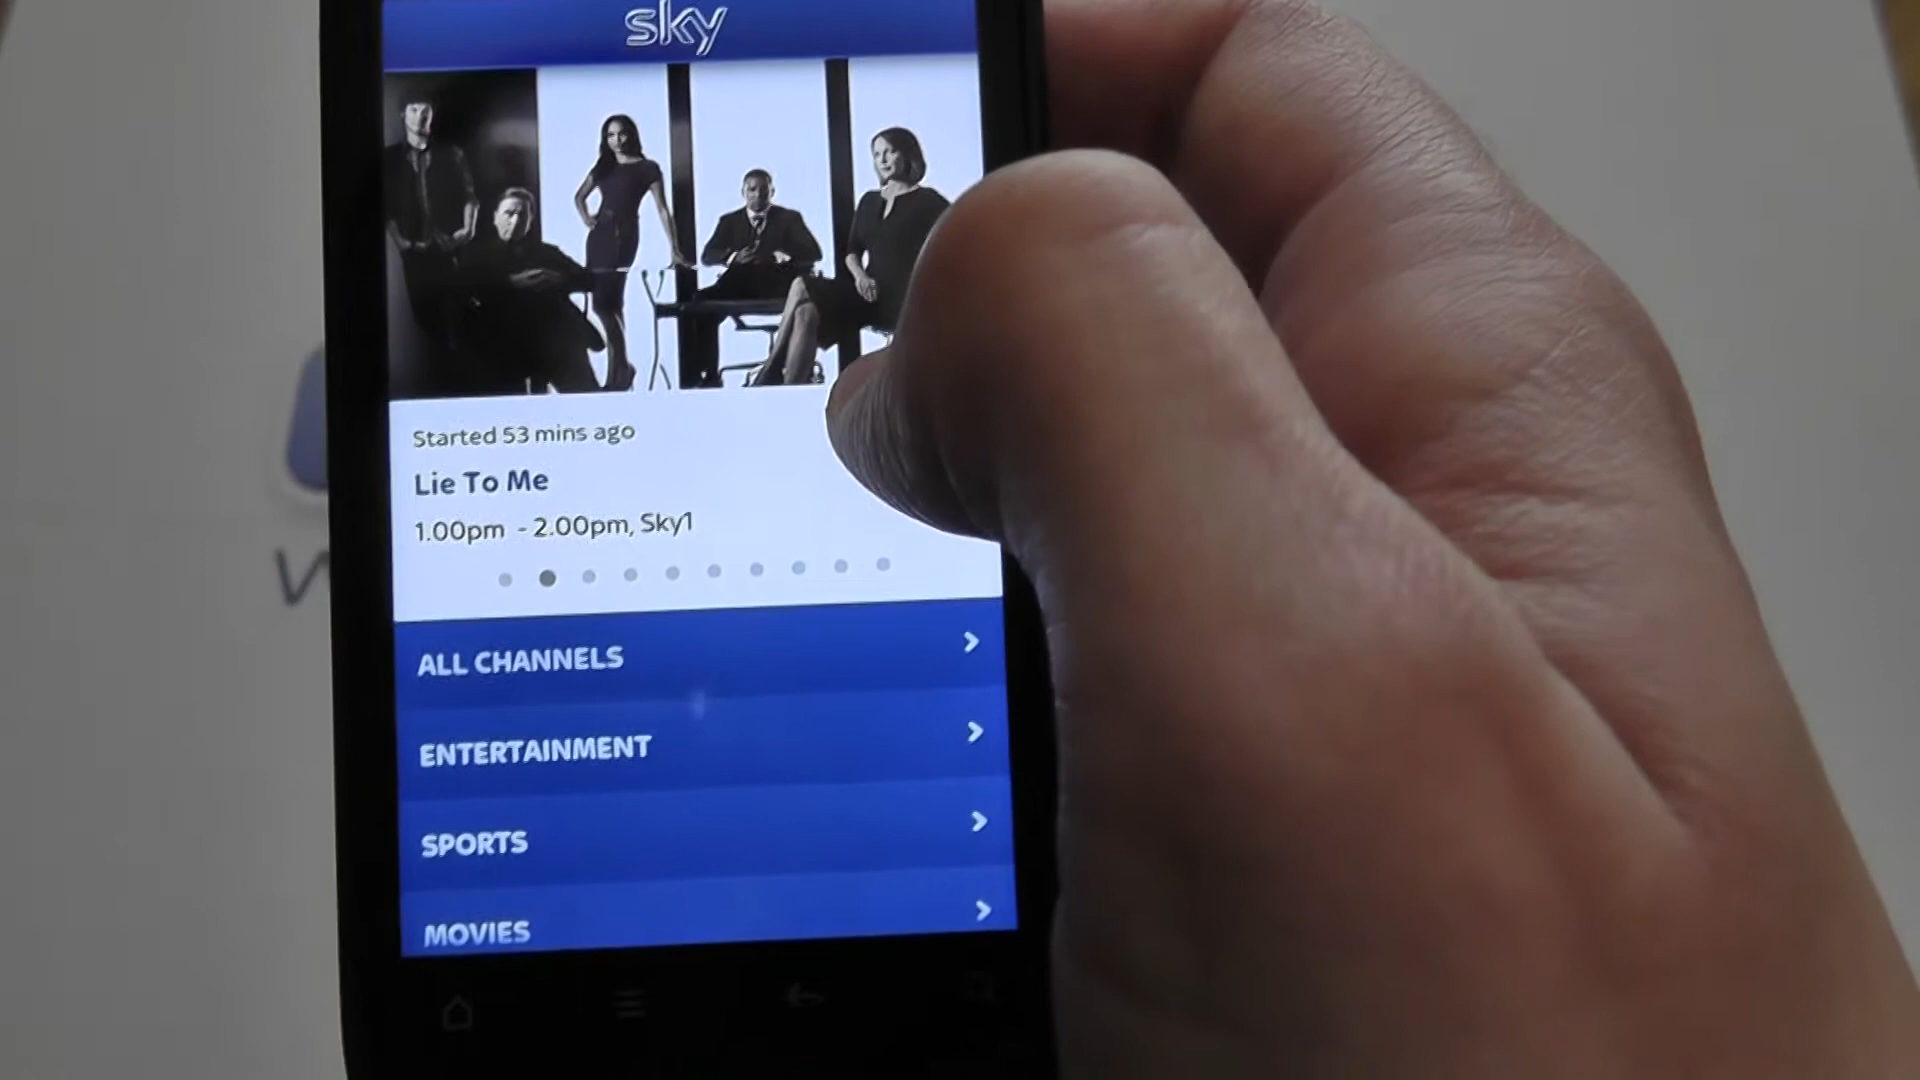 sky
Started 53 mins ago
Lie To Me
1.00pm - 2.00pm, Sky1
ALL CHANNELS
ENTERTAINMENT
SPORTS
MOVIES